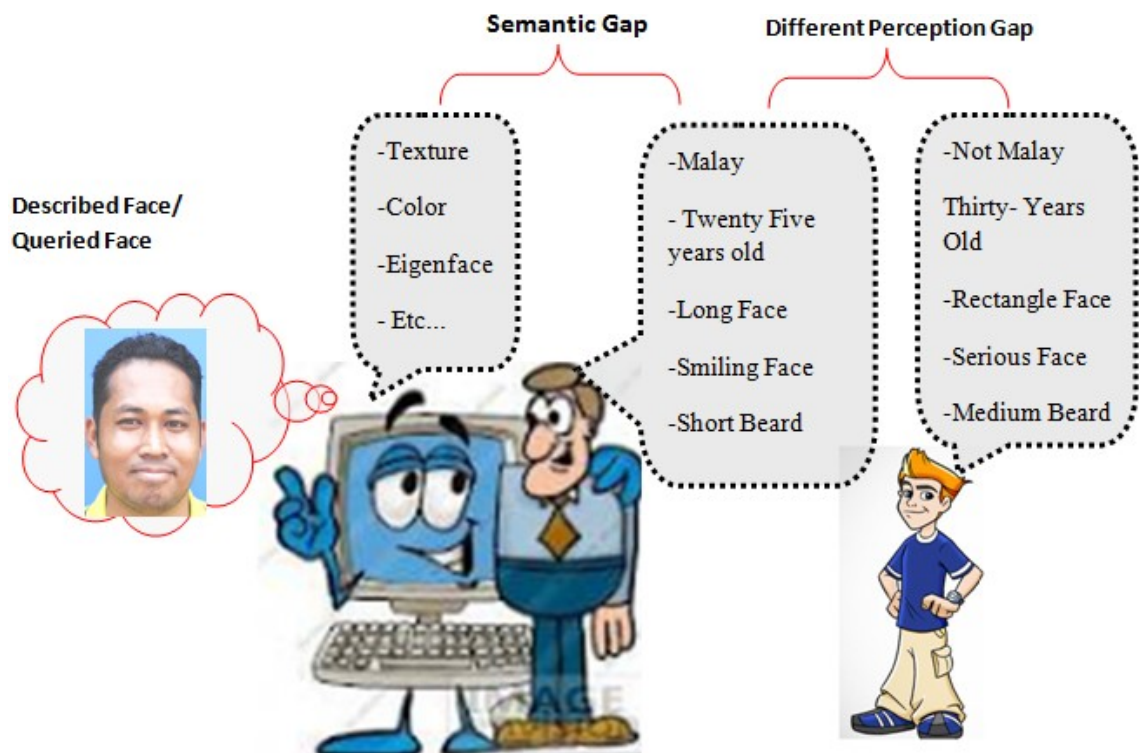 Semantic Gap
Different Perception Gap
Described Face/
Queried Face
-Texture
-Color
-Eigenface
- Etc...
-Malay
- Twenty Five
years old
-Long Face
-Smiling Face
-Short Beard
-Not Malay
Thirty- Years
Old
-Rectangle Face
-Serious Face
-Medium Beard
IMAGE